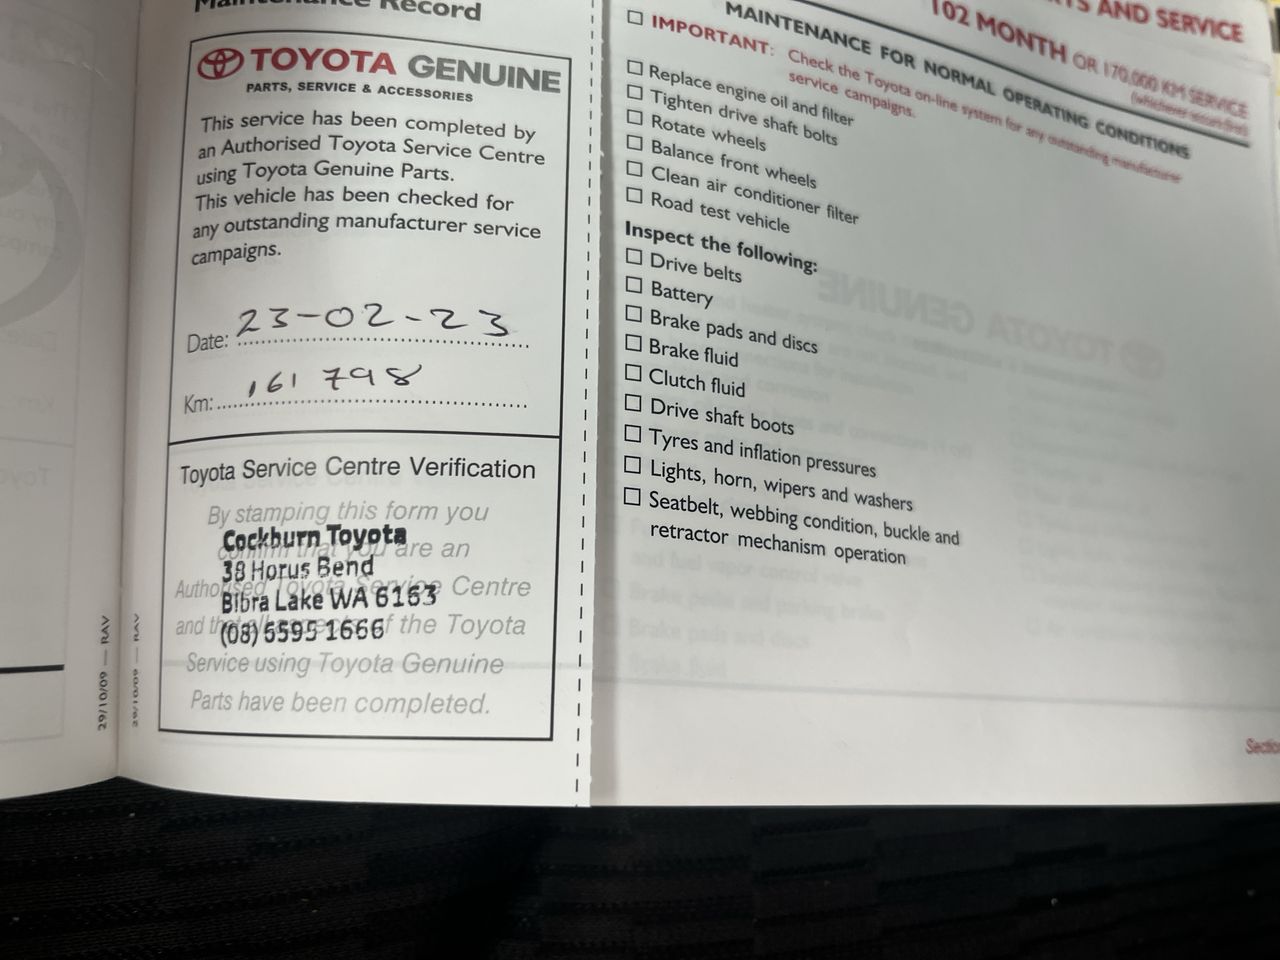 Maintenance Record
TOYOTA GENUINE
PARTS, SERVICE & ACCESSORIES
This service has been completed by
an Authorised Toyota Service Centre
using Toyota Genuine Parts.
This vehicle has been checked for
any outstanding manufacturer service
campaigns.
Date: 23-02-23
Km: 161 798
Toyota Service Centre Verification
By stamping this form you
confirm that you are an
Authorised Toyota Service Centre
and that all aspects of the Toyota
Service using Toyota Genuine
Parts have been completed.
Cockburn Toyota
38 Horus Bend
Bibra Lake WA 6163
(08) 6595 1666
29/10/09 — RAV
29/10/09 — RAV
AND SERVICE
102 MONTH OR 170,000 KM SERVICE
(whichever occurs first)
MAINTENANCE FOR NORMAL OPERATING CONDITIONS
☐ IMPORTANT: Check the Toyota on-line system for any outstanding manufacturer
service campaigns.
☐ Replace engine oil and filter
☐ Tighten drive shaft bolts
☐ Rotate wheels
☐ Balance front wheels
☐ Clean air conditioner filter
☐ Road test vehicle
Inspect the following:
☐ Drive belts
☐ Battery
☐ Brake pads and discs
☐ Brake fluid
☐ Clutch fluid
☐ Drive shaft boots
☐ Tyres and inflation pressures
☐ Lights, horn, wipers and washers
☐ Seatbelt, webbing condition, buckle and
retractor mechanism operation